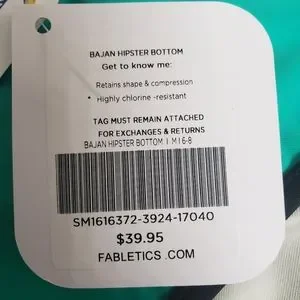 BAJAN HIPSTER BOTTOM
Get to know me:
Retains shape & compression
• Highly chlorine -resistant
TAG MUST REMAIN ATTACHED
FOR EXCHANGES & RETURNS
BAJAN HIPSTER BOTTOM | M | 6-8
SM1616372-3924-17040
$39.95
FABLETICS .COM